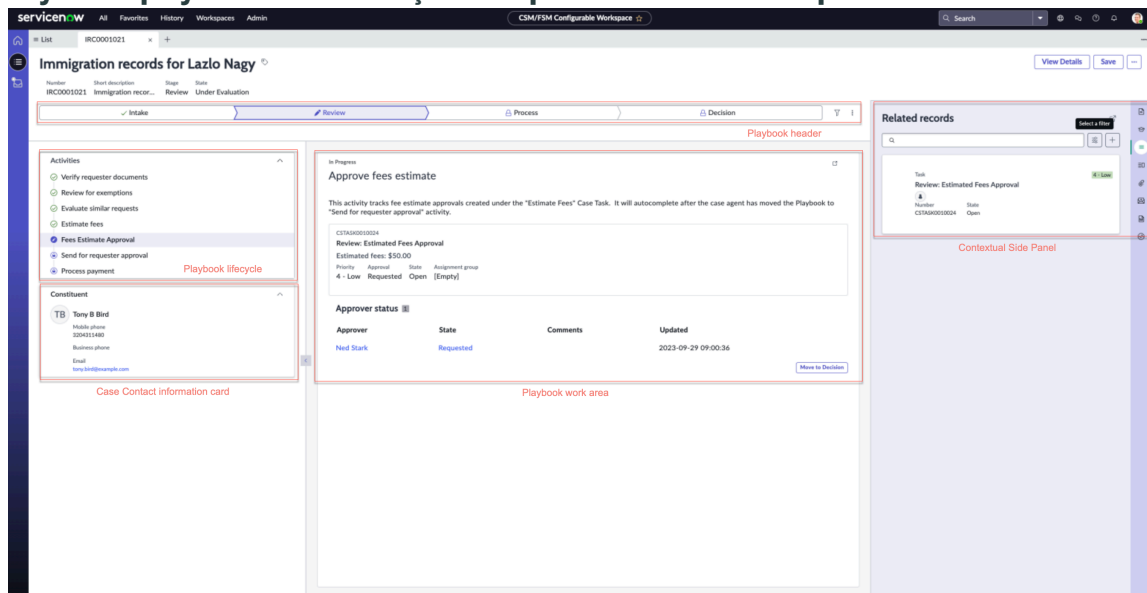 servicenow All Favorites History Workspaces Admin CSM/FSM Configurable Workspace Search
List IRC0001021 × +
Immigration records for Lazlo Nagy View Details Save
Number Short description Stage State
IRC0001021 Immigration recor... Review Under Evaluation
Intake Review Process Decision
Playbook header
Related records
Select a filter
Activities
Verify requester documents
Review for exemptions
Evaluate similar requests
Estimate fees
Fees Estimate Approval
Send for requester approval
Process payment
Playbook lifecycle
Constituent
TB Tony B Bird
Mobile phone
3204311480
Business phone
Email
tony.bird@example.com
Case Contact information card
In Progress
Approve fees estimate
This activity tracks fee estimate approvals created under the "Estimate Fees" Case Task. It will autocomplete after the case agent has moved the Playbook to
"Send for requester approval" activity.
CSTASK0010024
Review: Estimated Fees Approval
Estimated fees: $50.00
Priority Approval State Assignment group
4 - Low Requested Open [Empty]
Approver status 1
Approver State Comments Updated
Ned Stark Requested 2023-09-29 09:00:36
Move to Decision
Playbook work area
Task 4 - Low
Review: Estimated Fees Approval
Number State
CSTASK0010024 Open
Contextual Side Panel